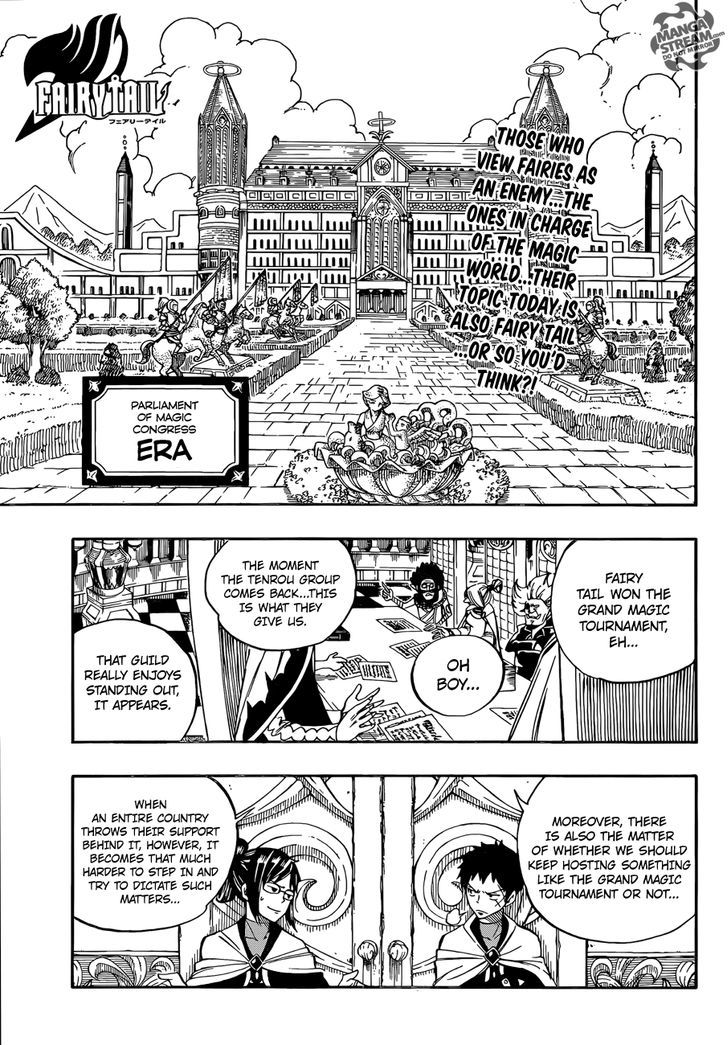 MANGA
STREAM.com
DO NOT MIRROR
FAIRY TAIL
フェアリーテイル
THOSE WHO
VIEW FAIRIES AS
AN ENEMY...THE
ONES IN CHARGE
OF THE MAGIC
WORLD...THEIR
TOPIC TODAY IS
ALSO FAIRY TAIL
...OR SO YOU'D
THINK?!
PARLIAMENT
OF MAGIC
CONGRESS
ERA
FAIRY
TAIL WON THE
GRAND MAGIC
TOURNAMENT,
EH...
OH
BOY...
THE MOMENT
THE TENROU GROUP
COMES BACK...THIS
IS WHAT THEY
GIVE US.
THAT GUILD
REALLY ENJOYS
STANDING OUT,
IT APPEARS.
MOREOVER, THERE
IS ALSO THE MATTER
OF WHETHER WE SHOULD
KEEP HOSTING SOMETHING
LIKE THE GRAND MAGIC
TOURNAMENT OR NOT...
WHEN
AN ENTIRE COUNTRY
THROWS THEIR SUPPORT
BEHIND IT, HOWEVER, IT
BECOMES THAT MUCH
HARDER TO STEP IN AND
TRY TO DICTATE SUCH
MATTERS...